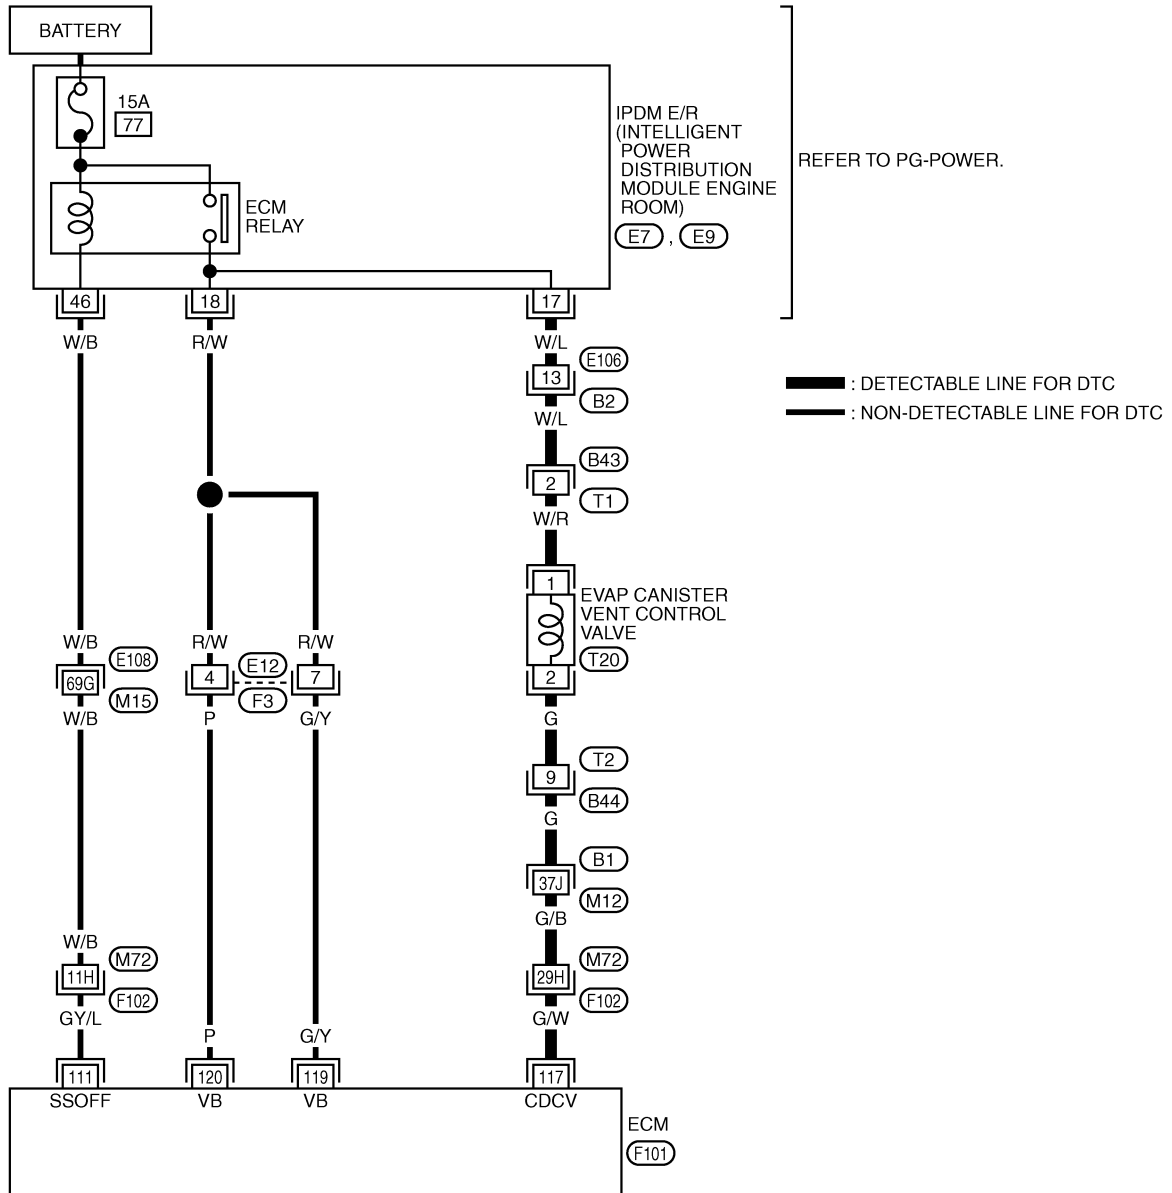 BATTERY
15A
77
ECM
RELAY
IPDM E/R
(INTELLIGENT
POWER
DISTRIBUTION
MODULE ENGINE
ROOM)
E7 , E9
REFER TO PG-POWER.
46 18 17
W/B R/W W/L
E106
13
B2
: DETECTABLE LINE FOR DTC
: NON-DETECTABLE LINE FOR DTC
W/L
B43
2
T1
W/R
1
EVAP CANISTER
VENT CONTROL
VALVE
T20
2
W/B R/W R/W
E108 E12
69G 4 7
M15 F3
W/B P G/Y G
T2
9
B44
G
B1
37J
M12
G/B
W/B
M72 M72
11H 29H
F102 F102
GY/L G/W
P G/Y
111 120 119 117
SSOFF VB VB CDCV
ECM
F101